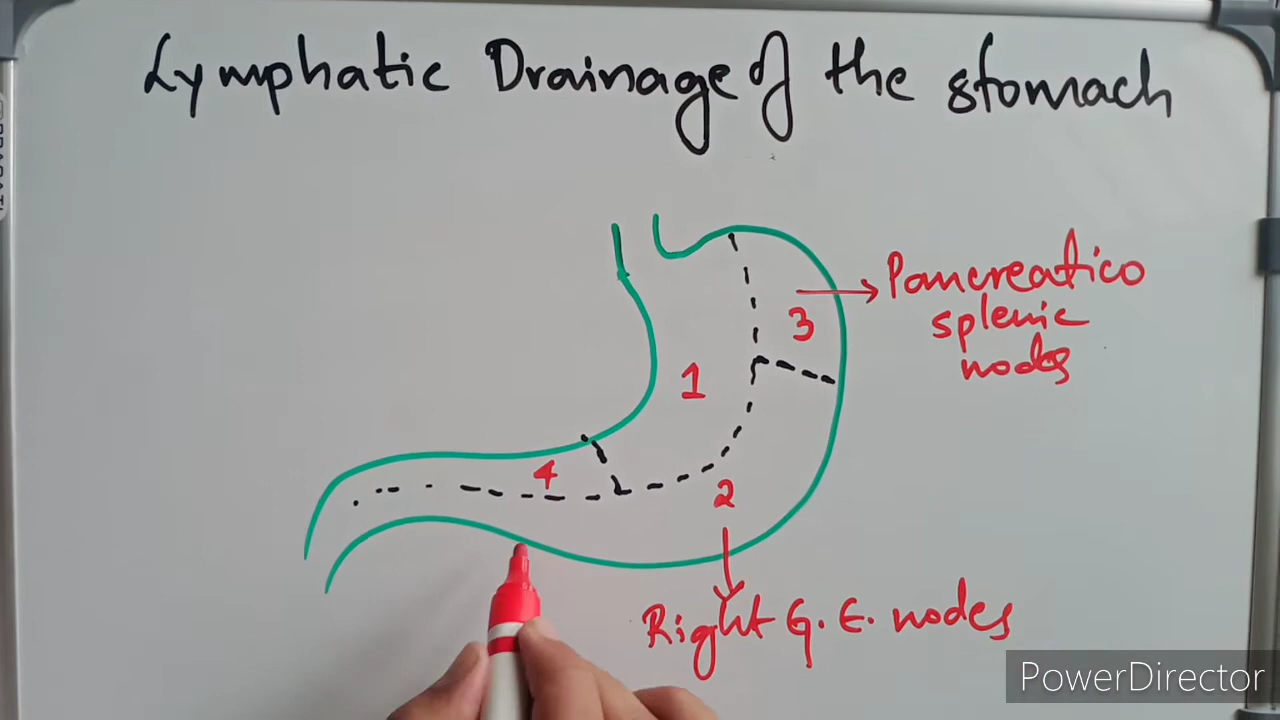 Lymphatic Drainage of the stomach
Pancreatico
splenic
nodes
3
1
4
2
Right G. E. nodes
PowerDirector